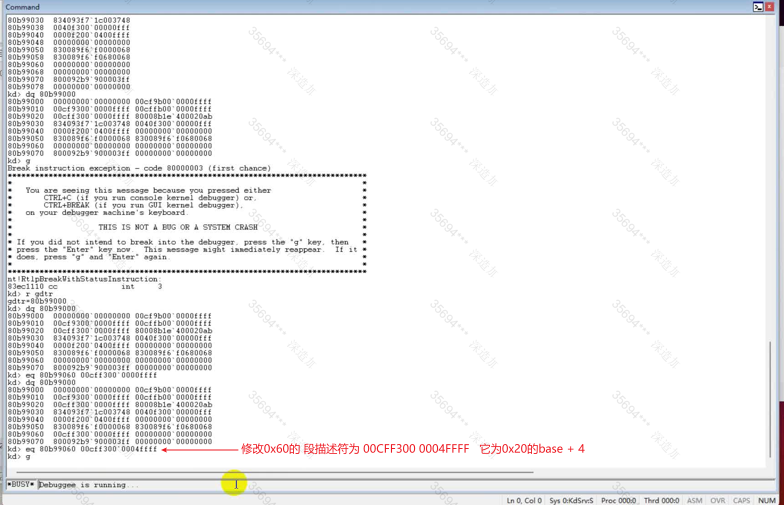 Command
80b99030  834093f7`1c003748
80b99038  0040f300`00000fff
80b99040  0000f200`0400ffff
80b99048  00000000`00000000
80b99050  830089f6`f0000068
80b99058  830089f6`f0680068
80b99060  00000000`00000000
80b99068  00000000`00000000
80b99070  800092b9`900003ff
80b99078  00000000`00000000
kd> dq 80b99000
80b99000  00000000`00000000 00cf9b00`0000ffff
80b99010  00cf9300`0000ffff 00cffb00`0000ffff
80b99020  00cff300`0000ffff 80008b1e`400020ab
80b99030  834093f7`1c003748 0040f300`00000fff
80b99040  0000f200`0400ffff 00000000`00000000
80b99050  830089f6`f0000068 830089f6`f0680068
80b99060  00000000`00000000 00000000`00000000
80b99070  800092b9`900003ff 00000000`00000000
kd> g
Break instruction exception - code 80000003 (first chance)
*******************************************************************************
*                                                                             *
*   You are seeing this message because you pressed either                    *
*       CTRL+C (if you run console kernel debugger) or,                       *
*       CTRL+BREAK (if you run GUI kernel debugger),                          *
*   on your debugger machine's keyboard.                                      *
*                                                                             *
*                   THIS IS NOT A BUG OR A SYSTEM CRASH                       *
*                                                                             *
* If you did not intend to break into the debugger, press the "g" key, then   *
* press the "Enter" key now.  This message might immediately reappear.  If it *
* does, press "g" and "Enter" again.                                          *
*                                                                             *
*******************************************************************************
nt!RtlpBreakWithStatusInstruction:
83ec1110 cc              int     3
kd> r gdtr
gdtr=80b99000
kd> dq 80b99000
80b99000  00000000`00000000 00cf9b00`0000ffff
80b99010  00cf9300`0000ffff 00cffb00`0000ffff
80b99020  00cff300`0000ffff 80008b1e`400020ab
80b99030  834093f7`1c003748 0040f300`00000fff
80b99040  0000f200`0400ffff 00000000`00000000
80b99050  830089f6`f0000068 830089f6`f0680068
80b99060  00000000`00000000 00000000`00000000
80b99070  800092b9`900003ff 00000000`00000000
kd> eq 80b99060 00cff300`0000ffff
kd> dq 80b99000
80b99000  00000000`00000000 00cf9b00`0000ffff
80b99010  00cf9300`0000ffff 00cffb00`0000ffff
80b99020  00cff300`0000ffff 80008b1e`400020ab
80b99030  834093f7`1c003748 0040f300`00000fff
80b99040  0000f200`0400ffff 00000000`00000000
80b99050  830089f6`f0000068 830089f6`f0680068
80b99060  00cff300`0000ffff 00000000`00000000
80b99070  800092b9`900003ff 00000000`00000000
kd> eq 80b99060 00cff300`0004ffff 修改0x60的 段描述符为 00CFF300 0004FFFF 它为0x20的base + 4
kd> g
*BUSY* Debuggee is running...
Ln 0, Col 0 Sys 0:KdSrv:S Proc 000:0 Thrd 000:0 ASM OVR CAPS NUM